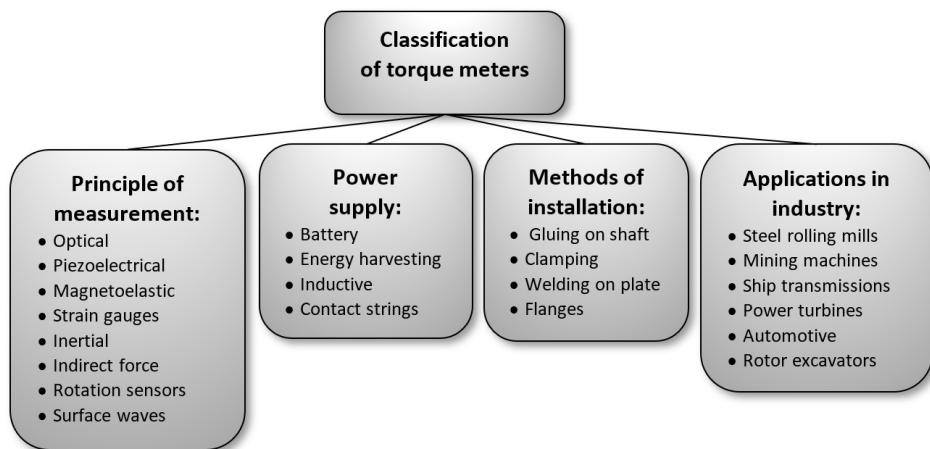 Classification
of torque meters
Principle of
measurement:
● Optical
● Piezoelectrical
● Magnetoelastic
● Strain gauges
● Inertial
● Indirect force
● Rotation sensors
● Surface waves
Power
supply:
● Battery
● Energy harvesting
● Inductive
● Contact strings
Methods of
installation:
● Gluing on shaft
● Clamping
● Welding on plate
● Flanges
Applications in
industry:
● Steel rolling mills
● Mining machines
● Ship transmissions
● Power turbines
● Automotive
● Rotor excavators